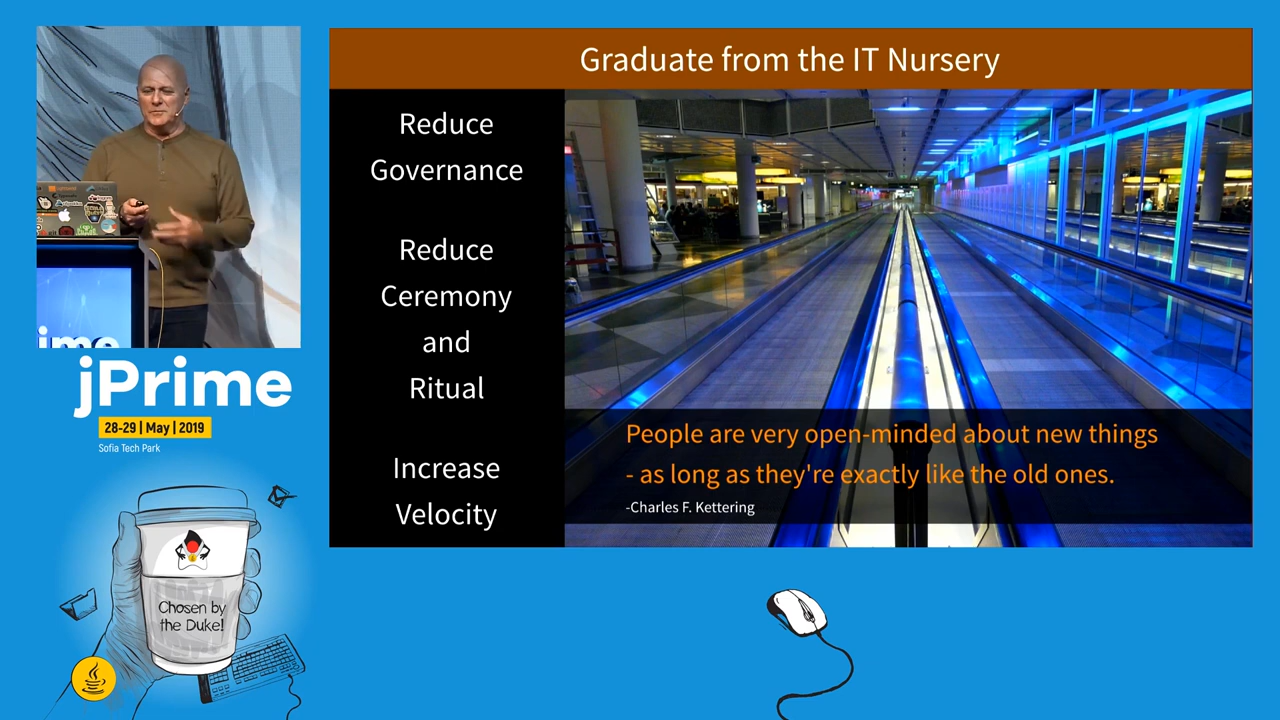 Graduate from the IT Nursery
Reduce
Governance
Reduce
Ceremony
and
Ritual
Increase
Velocity
People are very open-minded about new things
- as long as they're exactly like the old ones.
-Charles F. Kettering
ime
jPrime
28-29 | May | 2019
Sofia Tech Park
Chosen by
the Duke!